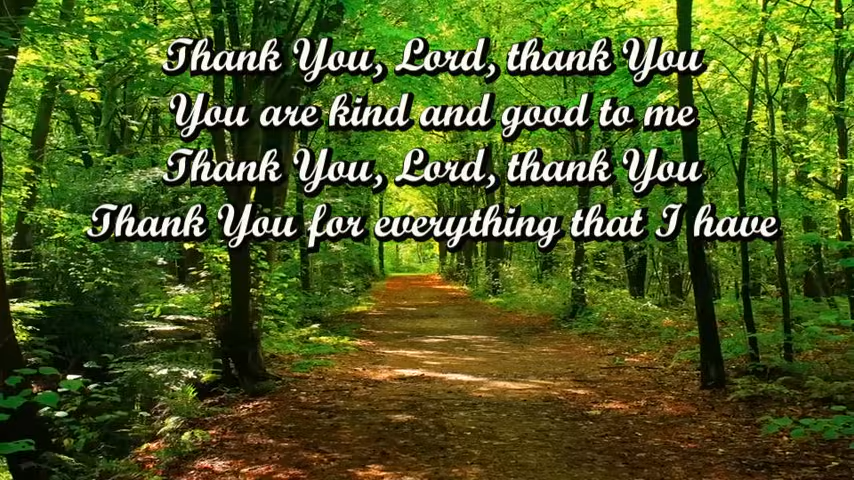 Thank You, Lord, thank You
You are kind and good to me
Thank You, Lord, thank You
Thank You for everything that I have